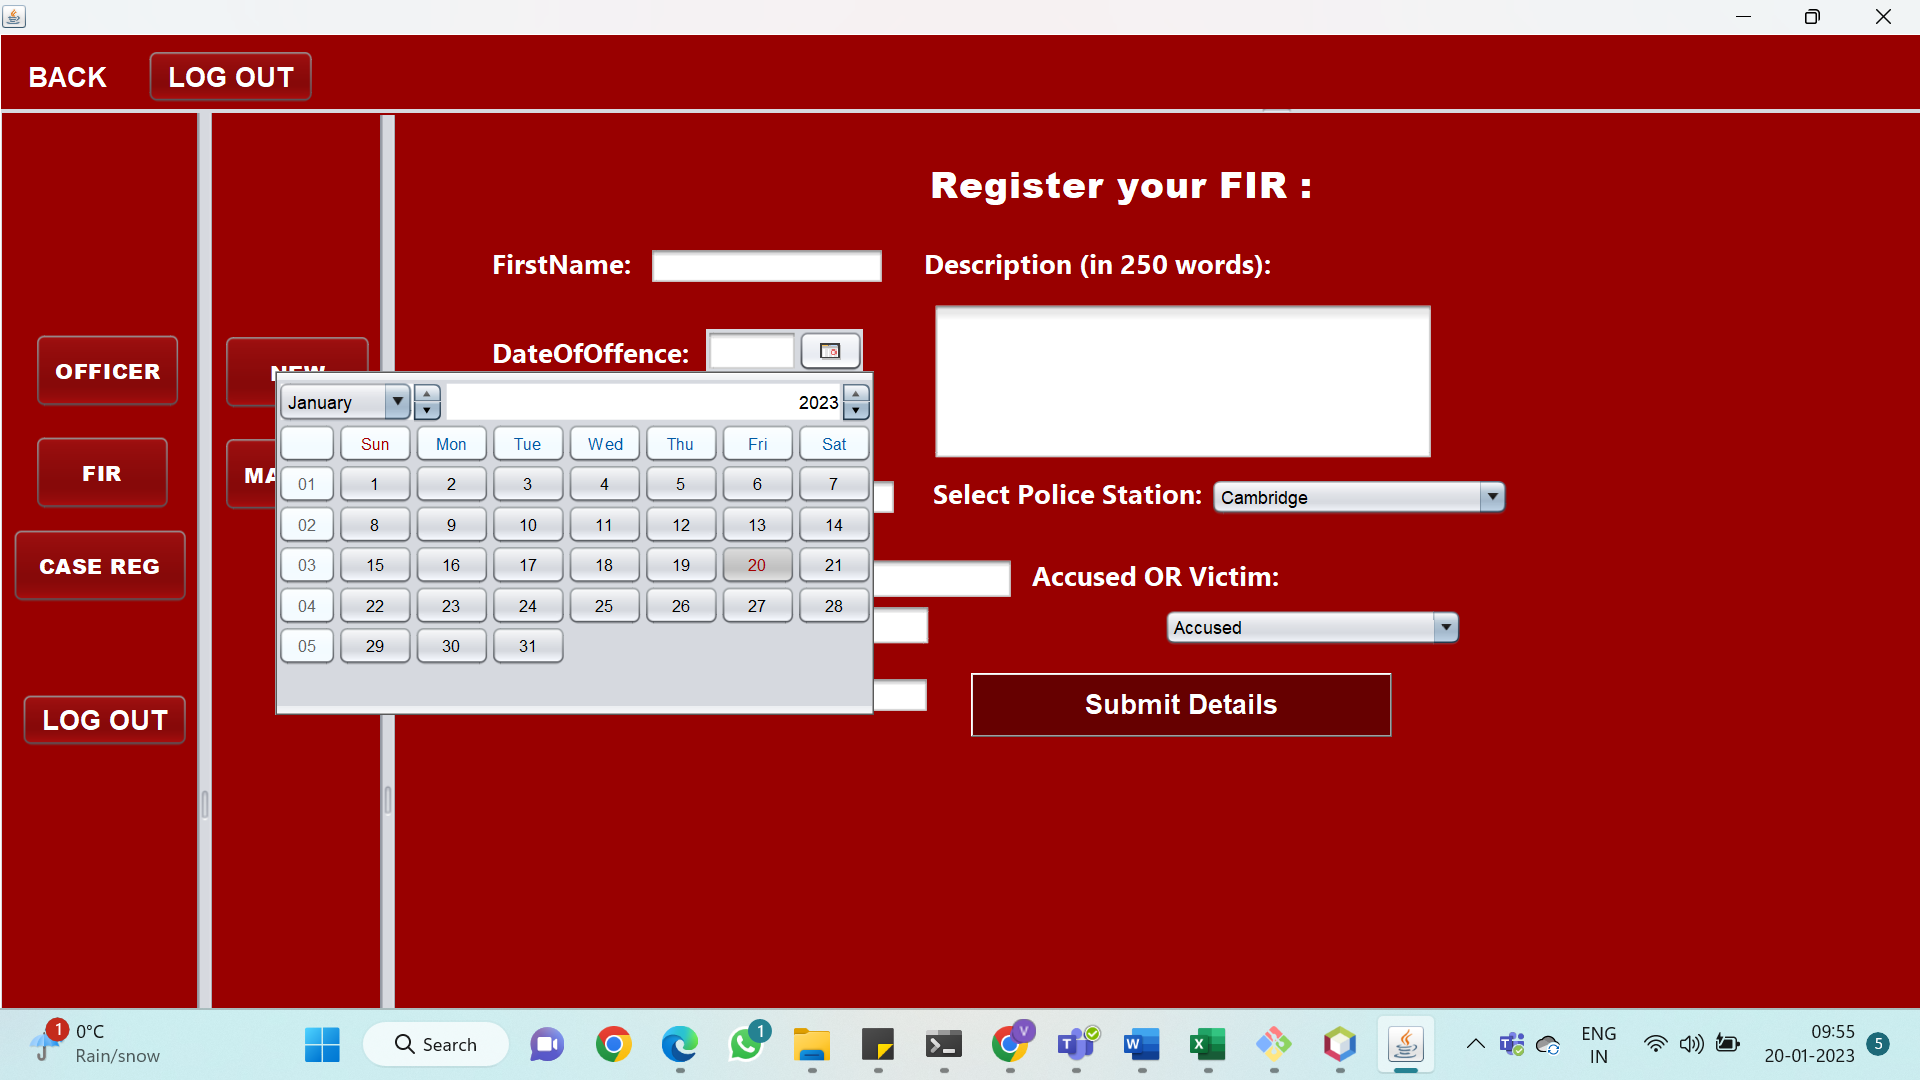 BACK
LOG OUT
Register your FIR :
FirstName:
Description (in 250 words):
DateOfOffence:
OFFICER
FIR
CASE REG
LOG OUT
NEW
MA
January
2023
Sun Mon Tue Wed Thu Fri Sat
01 1 2 3 4 5 6 7
02 8 9 10 11 12 13 14
03 15 16 17 18 19 20 21
04 22 23 24 25 26 27 28
05 29 30 31
Select Police Station:
Cambridge
Accused OR Victim:
Accused
Submit Details
1
0°C
Rain/snow
Search
1
V
T
W
X
ENG
IN
09:55
20-01-2023
5